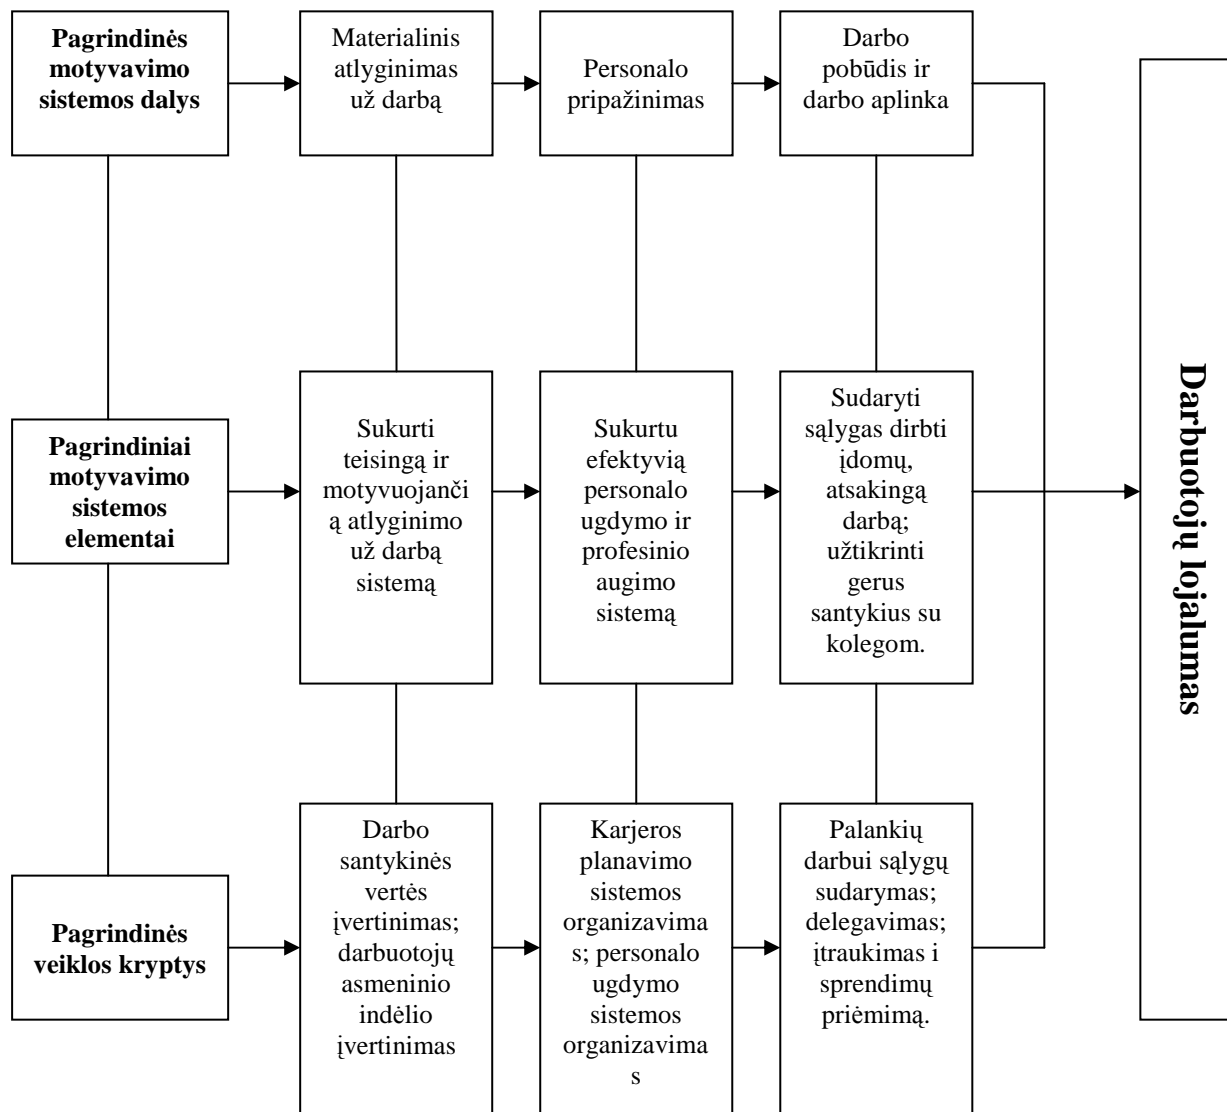 Pagrindinės
motyvavimo
sistemos dalys
Materialinis
atlyginimas
už darbą
Personalo
pripažinimas
Darbo
pobūdis ir
darbo aplinka
Pagrindiniai
motyvavimo
sistemos
elementai
Sukurti
teisingą ir
motyvuojanči
ą atlyginimo
už darbą
sistemą
Sukurtu
efektyvią
personalo
ugdymo ir
profesinio
augimo
sistemą
Sudaryti
sąlygas dirbti
įdomų,
atsakingą
darbą;
užtikrinti
gerus
santykius su
kolegom.
Pagrindinės
veiklos kryptys
Darbo
santykinės
vertės
įvertinimas;
darbuotojų
asmeninio
indėlio
įvertinimas
Karjeros
planavimo
sistemos
organizavima
s; personalo
ugdymo
sistemos
organizavima
s
Palankių
darbui sąlygų
sudarymas;
delegavimas;
įtraukimas i
sprendimų
priėmimą.
Darbuotojų lojalumas